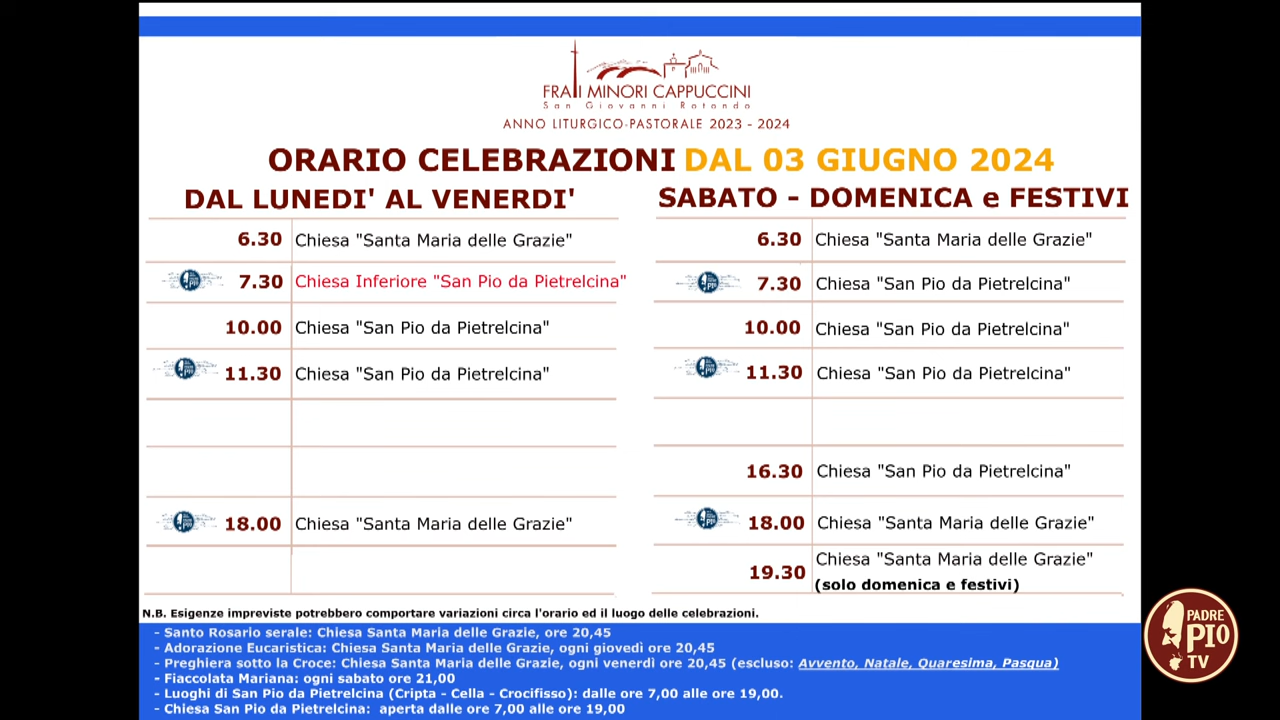 FRATI MINORI CAPPUCCINI
San Giovanni Rotondo
ANNO LITURGICO-PASTORALE 2023 - 2024
ORARIO CELEBRAZIONI DAL 03 GIUGNO 2024
DAL LUNEDI' AL VENERDI'
6.30 Chiesa "Santa Maria delle Grazie"
7.30 Chiesa Inferiore "San Pio da Pietrelcina"
10.00 Chiesa "San Pio da Pietrelcina"
11.30 Chiesa "San Pio da Pietrelcina"
18.00 Chiesa "Santa Maria delle Grazie"
SABATO - DOMENICA e FESTIVI
6.30 Chiesa "Santa Maria delle Grazie"
7.30 Chiesa "San Pio da Pietrelcina"
10.00 Chiesa "San Pio da Pietrelcina"
11.30 Chiesa "San Pio da Pietrelcina"
16.30 Chiesa "San Pio da Pietrelcina"
18.00 Chiesa "Santa Maria delle Grazie"
19.30 Chiesa "Santa Maria delle Grazie"
(solo domenica e festivi)
N.B. Esigenze impreviste potrebbero comportare variazioni circa l'orario ed il luogo delle celebrazioni.
- Santo Rosario serale: Chiesa Santa Maria delle Grazie, ore 20,45
- Adorazione Eucaristica: Chiesa Santa Maria delle Grazie, ogni giovedì ore 20,45
- Preghiera sotto la Croce: Chiesa Santa Maria delle Grazie, ogni venerdì ore 20,45 (escluso: Avvento, Natale, Quaresima, Pasqua)
- Fiaccolata Mariana: ogni sabato ore 21,00
- Luoghi di San Pio da Pietrelcina (Cripta - Cella - Crocifisso): dalle ore 7,00 alle ore 19,00.
- Chiesa San Pio da Pietrelcina: aperta dalle ore 7,00 alle ore 19,00
PADRE
PIO
TV